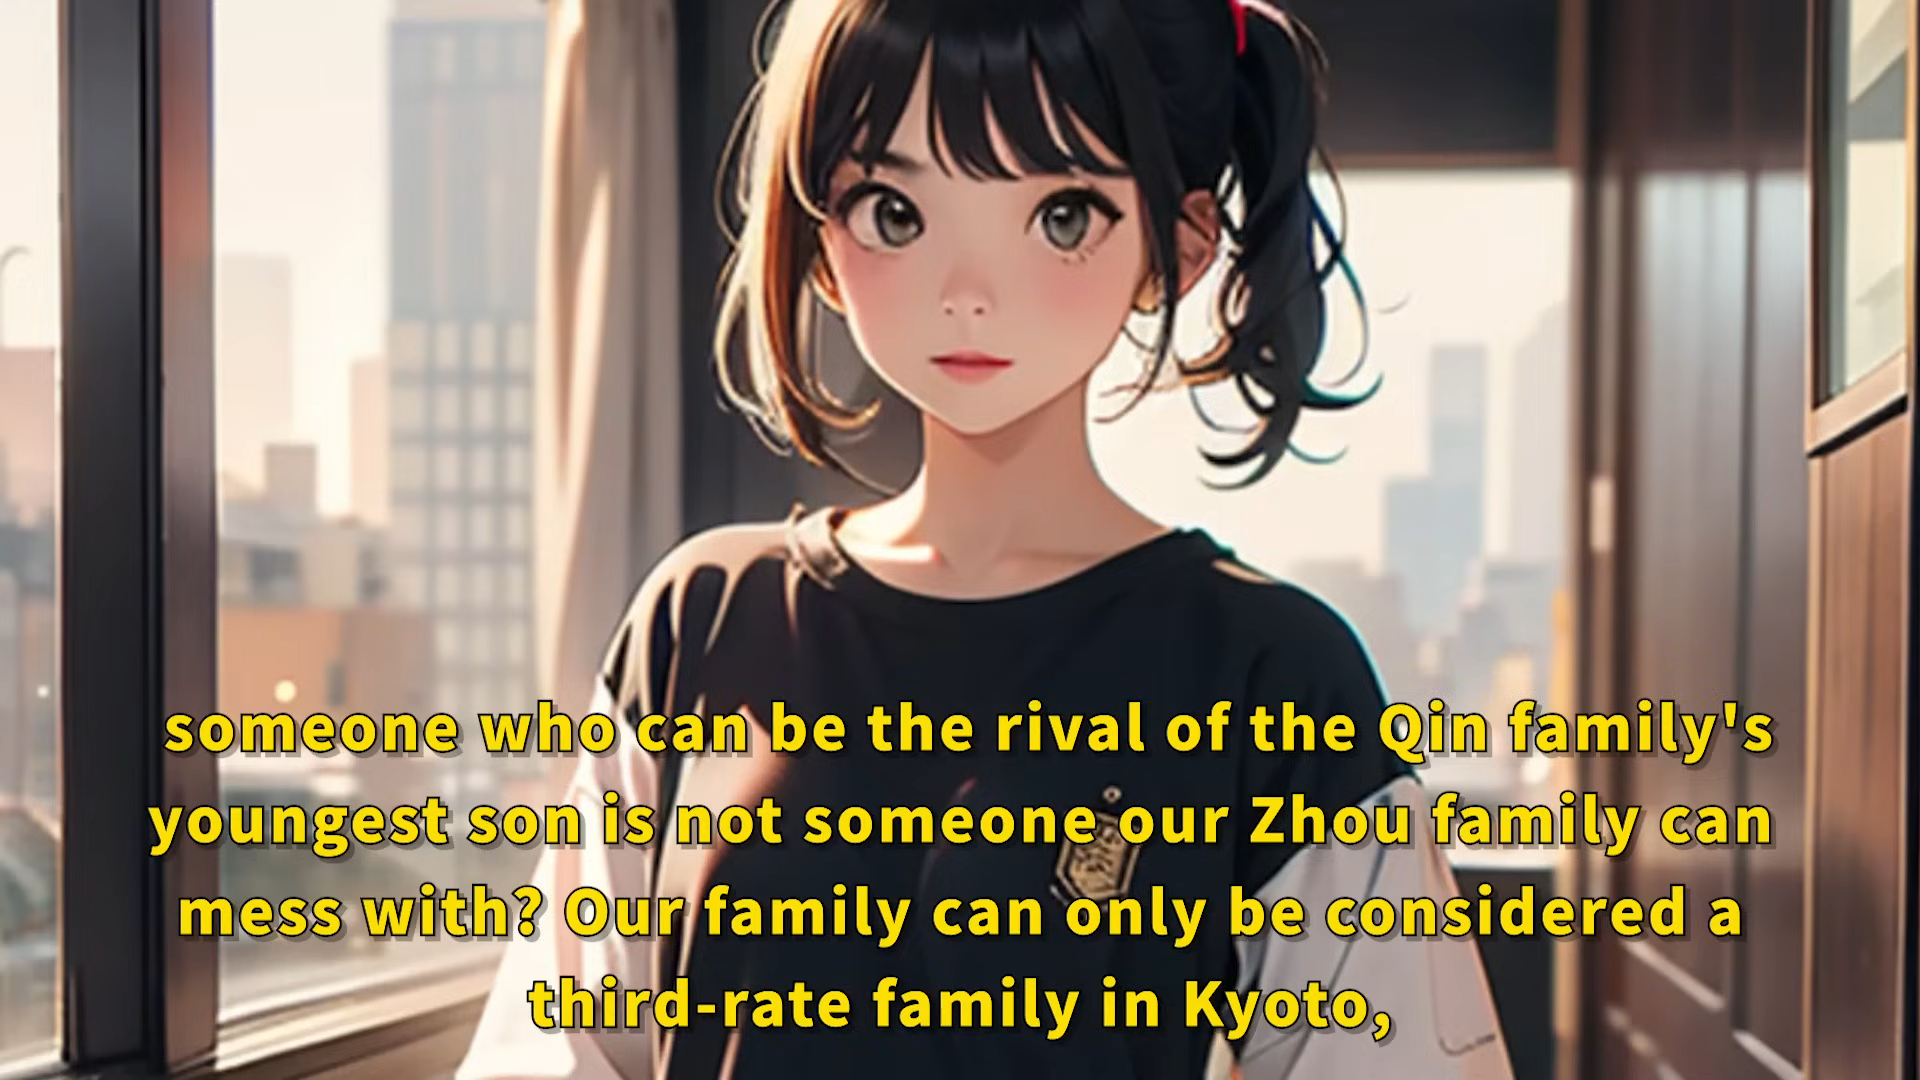 someone who can be the rival of the Qin family's
youngest son is not someone our Zhou family can
mess with? Our family can only be considered a
third-rate family in Kyoto,